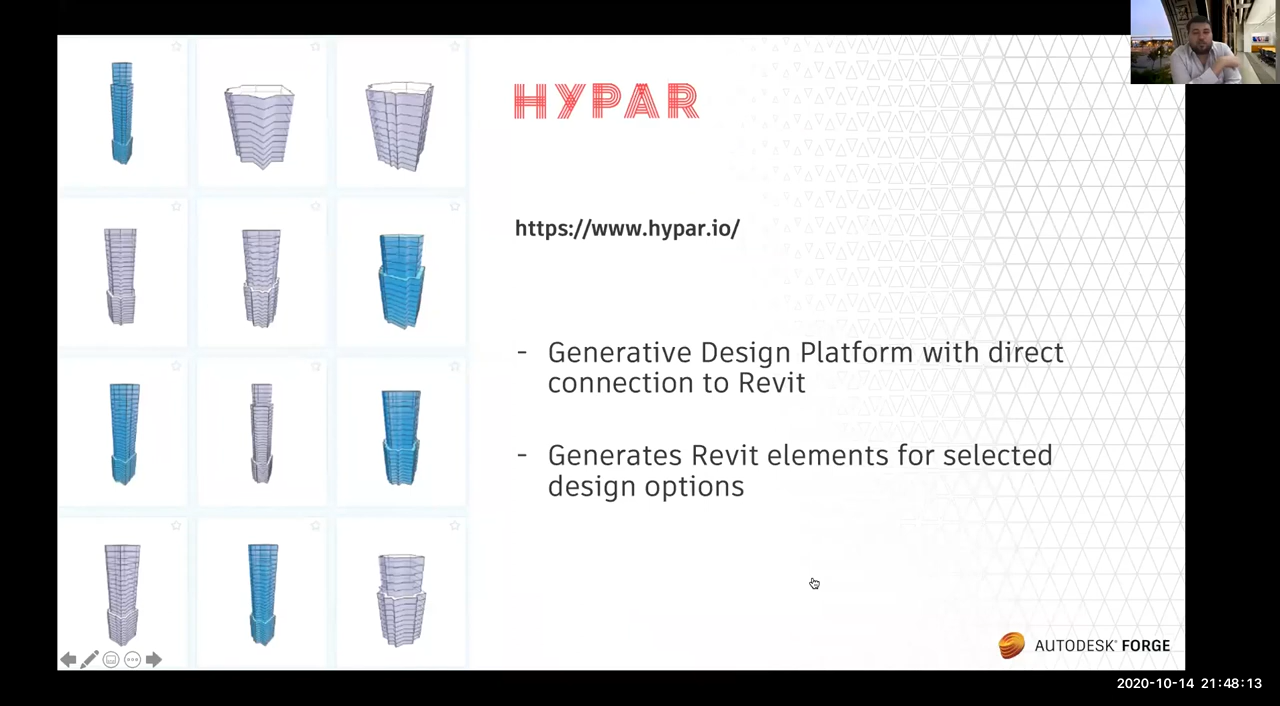 HYPAR
https://www.hypar.io/
- Generative Design Platform with direct
connection to Revit
- Generates Revit elements for selected
design options
AUTODESK® FORGE
2020-10-14 21:48:13